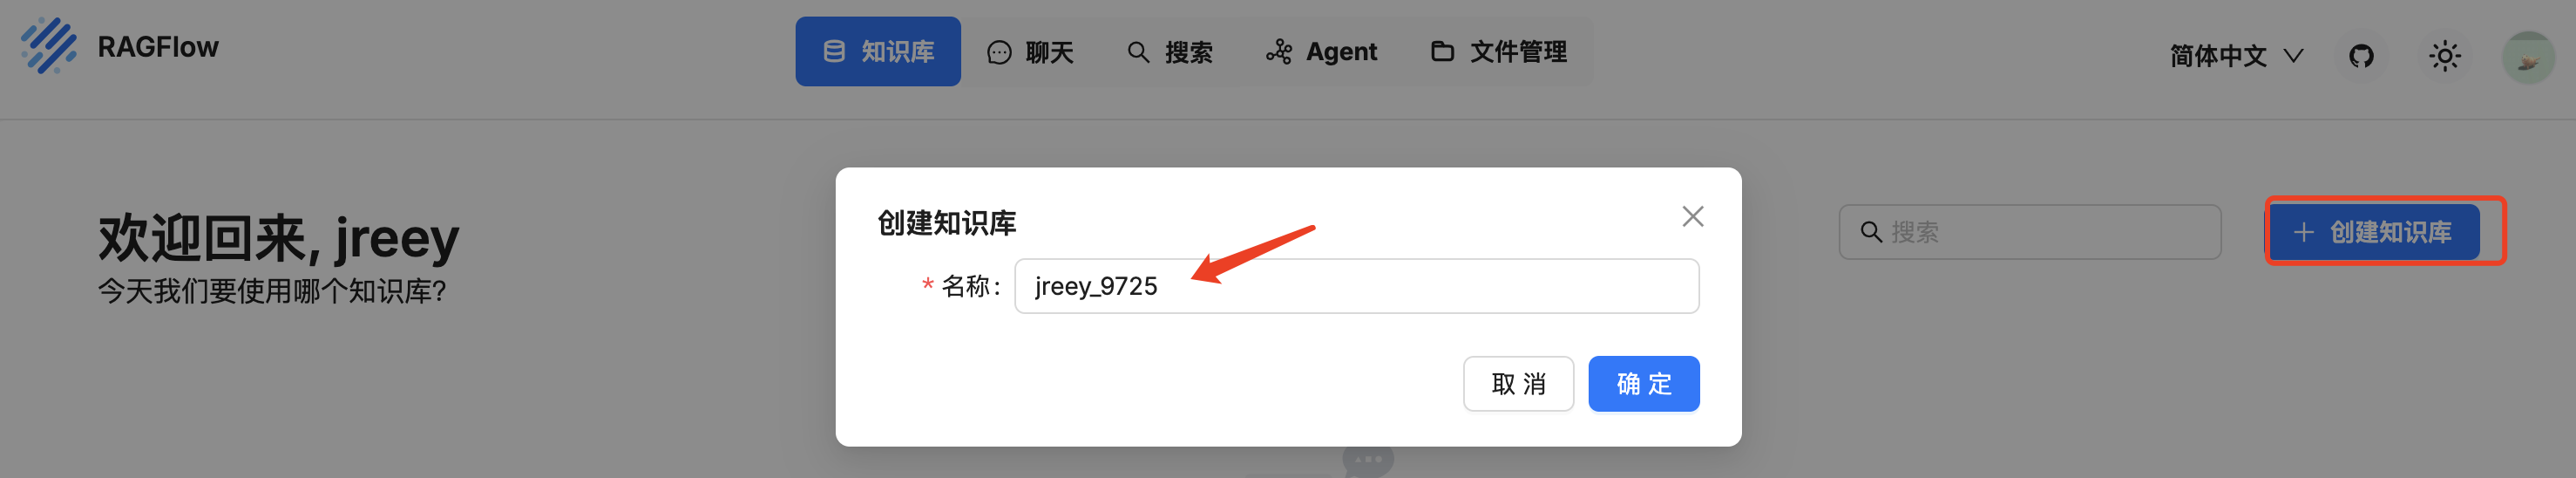 RAGFlow
知识库
聊天
搜索
Agent
文件管理
简体中文
欢迎回来, jreey
今天我们要使用哪个知识库?
搜索
创建知识库
创建知识库
* 名称:
jreey_9725
取 消
确 定